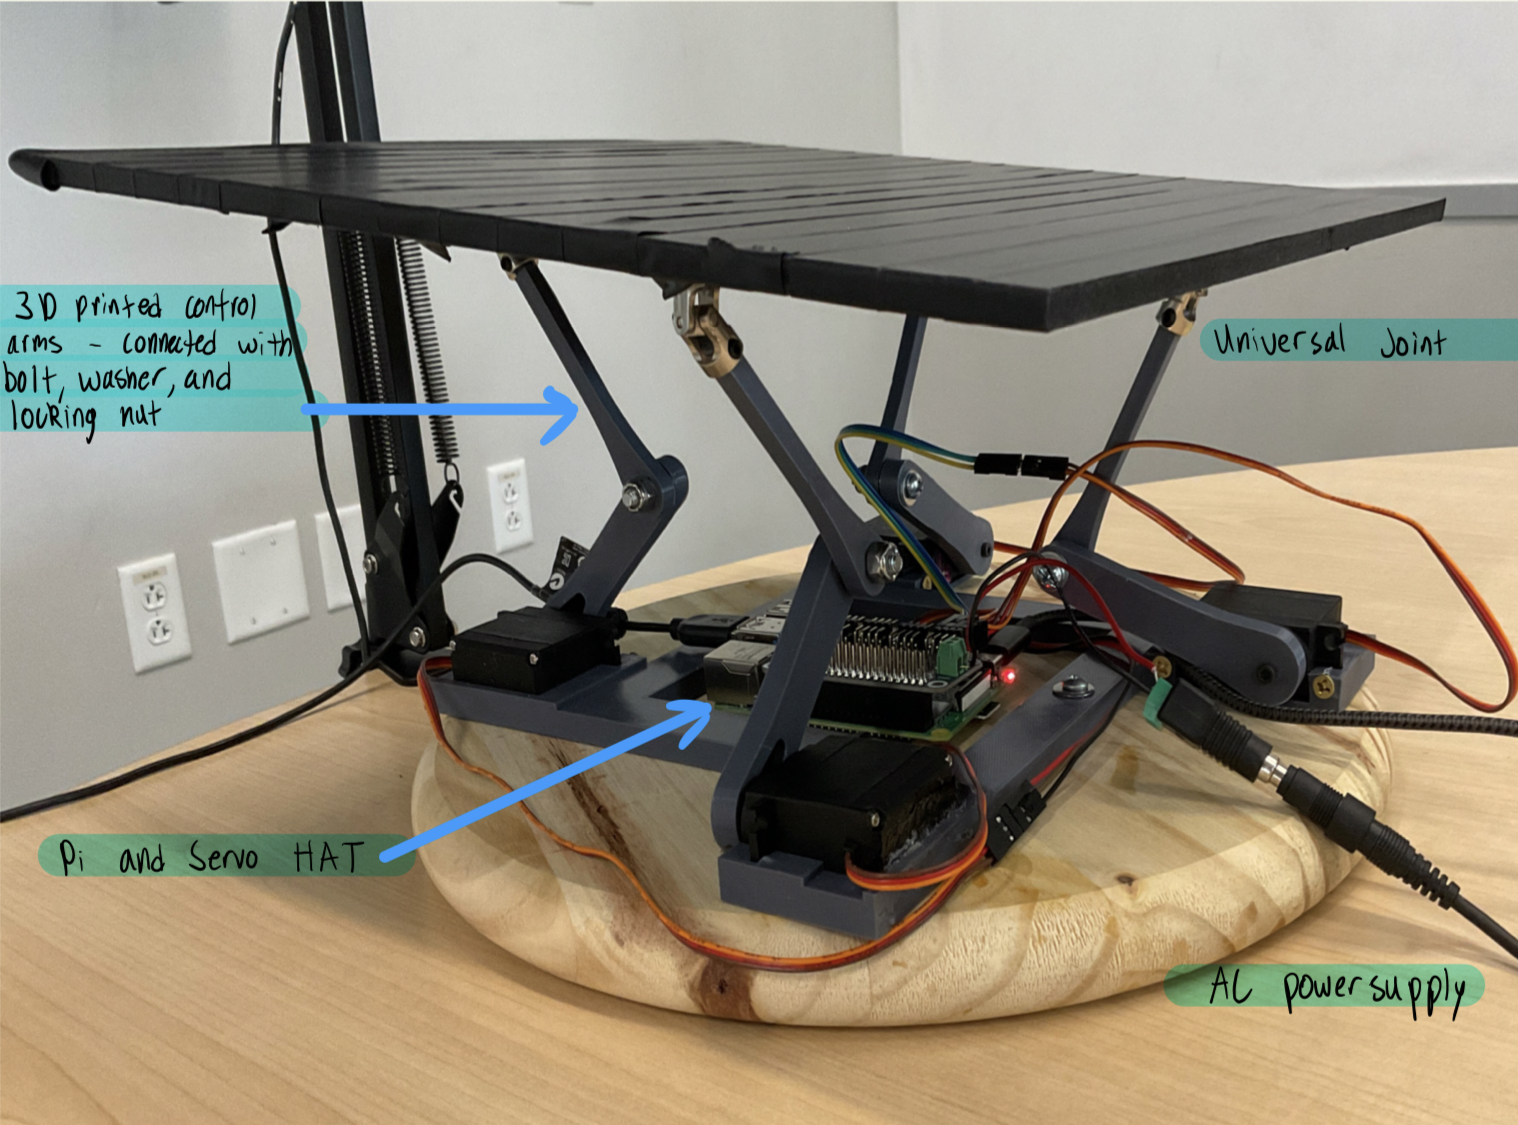 3D printed control
arms - connected with
bolt, washer, and
locking nut
Universal Joint
Pi and Servo HAT
AC power supply